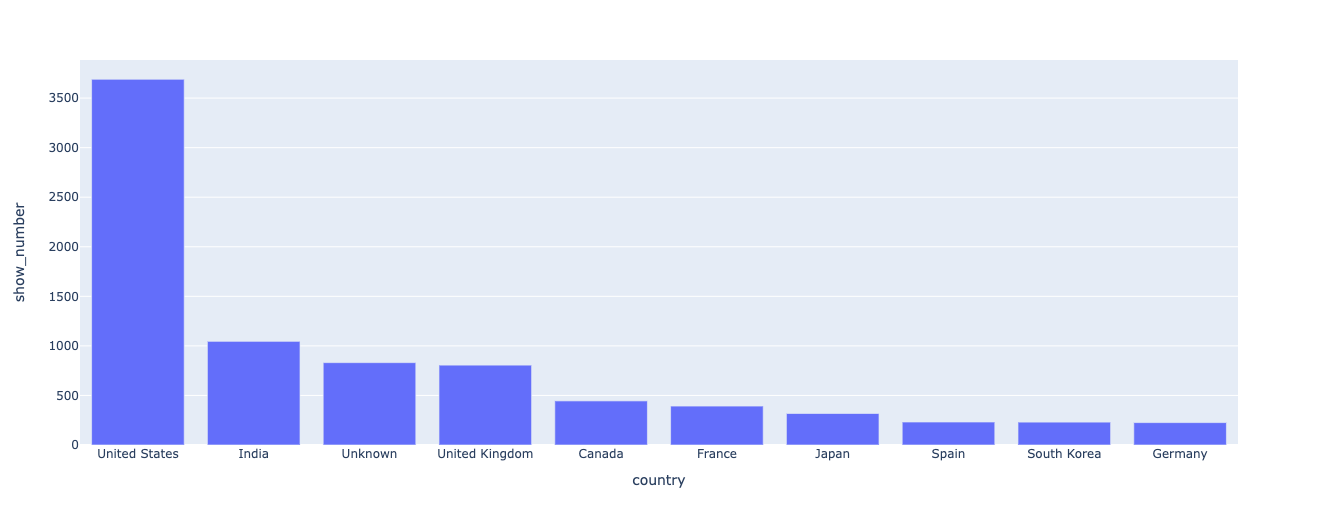 show_number
3500
3000
2500
2000
1500
1000
500
0
United States India Unknown United Kingdom Canada France Japan Spain South Korea Germany
country